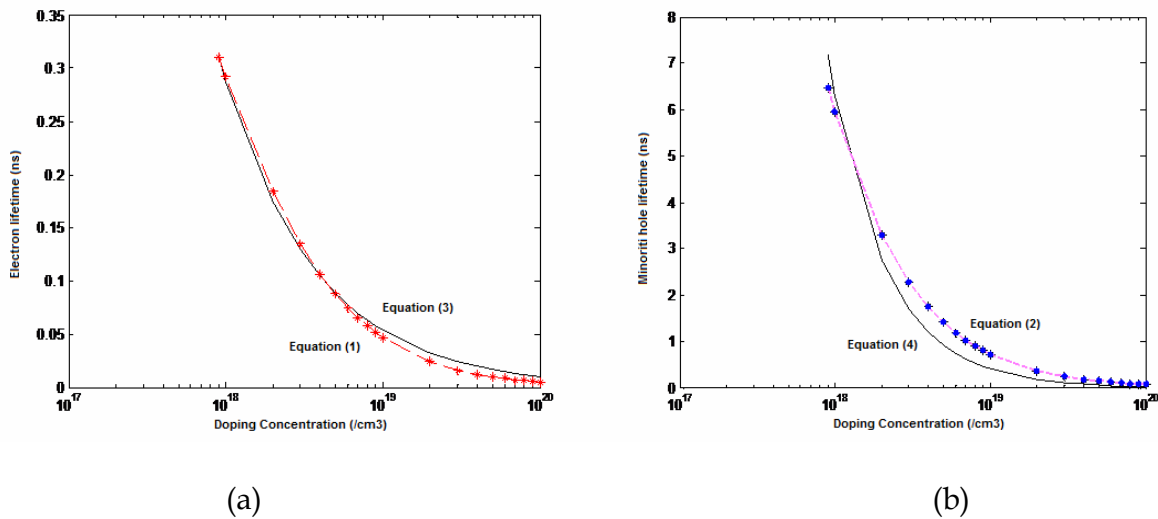 0.35
0.3
0.25
0.2
0.15
0.1
0.05
0
Electron lifetime (ns)
Equation (3)
Equation (1)
10^17
10^18
10^19
10^20
Doping Concentration (/cm3)
(a)
8
7
6
5
4
3
2
1
0
Minoriti hole lifetime (ns)
Equation (2)
Equation (4)
10^17
10^18
10^19
10^20
Doping Concentration (/cm3)
(b)